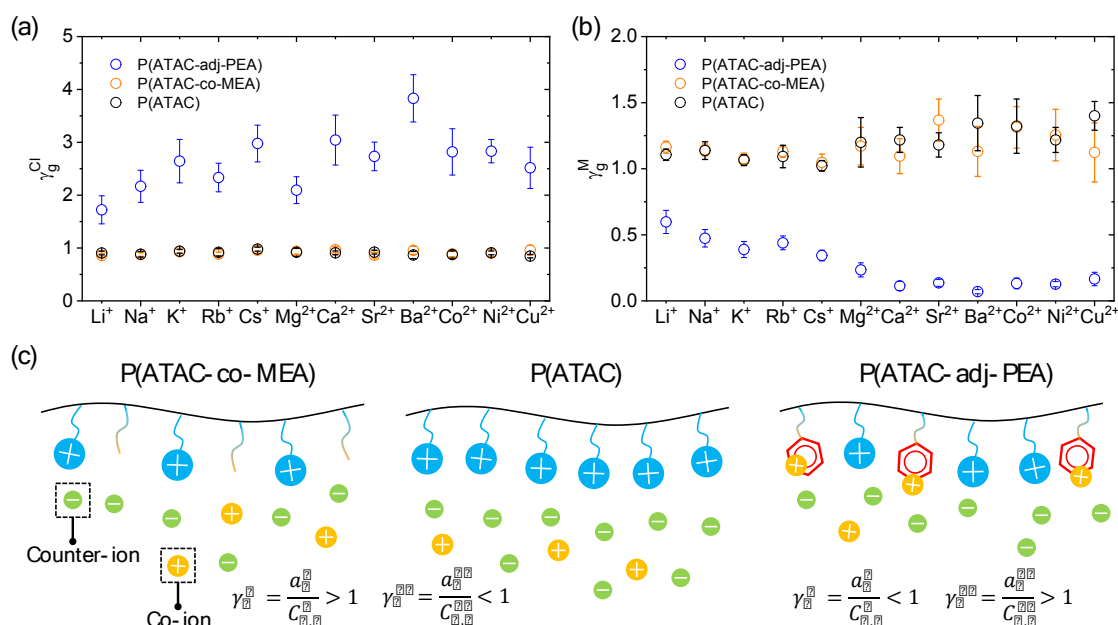 (a)
5
4
3
2
1
0
γ_g^Cl
P(ATAC-adj-PEA)
P(ATAC-co-MEA)
P(ATAC)
Li⁺ Na⁺ K⁺ Rb⁺ Cs⁺ Mg²⁺ Ca²⁺ Sr²⁺ Ba²⁺ Co²⁺ Ni²⁺ Cu²⁺
(b)
2.0
1.5
1.0
0.5
0.0
γ_g^M
P(ATAC-adj-PEA)
P(ATAC-co-MEA)
P(ATAC)
Li⁺ Na⁺ K⁺ Rb⁺ Cs⁺ Mg²⁺ Ca²⁺ Sr²⁺ Ba²⁺ Co²⁺ Ni²⁺ Cu²⁺
(c)
P(ATAC-co-MEA)
P(ATAC)
P(ATAC-adj-PEA)
Counter-ion
Co-ion
γ = a/C > 1
γ = a/C < 1
γ = a/C < 1
γ = a/C > 1